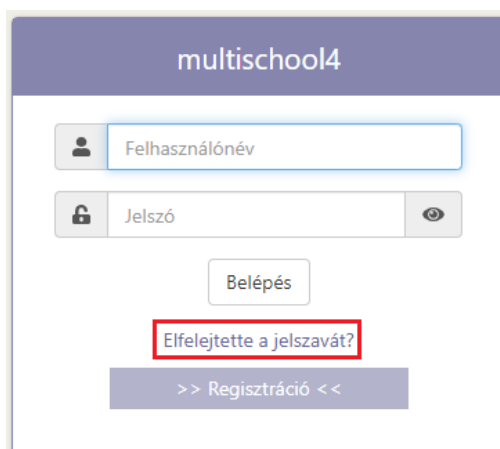 multischool4
Felhasználónév
Jelszó
Belépés
Elfelejtette a jelszavát?
>> Regisztráció <<